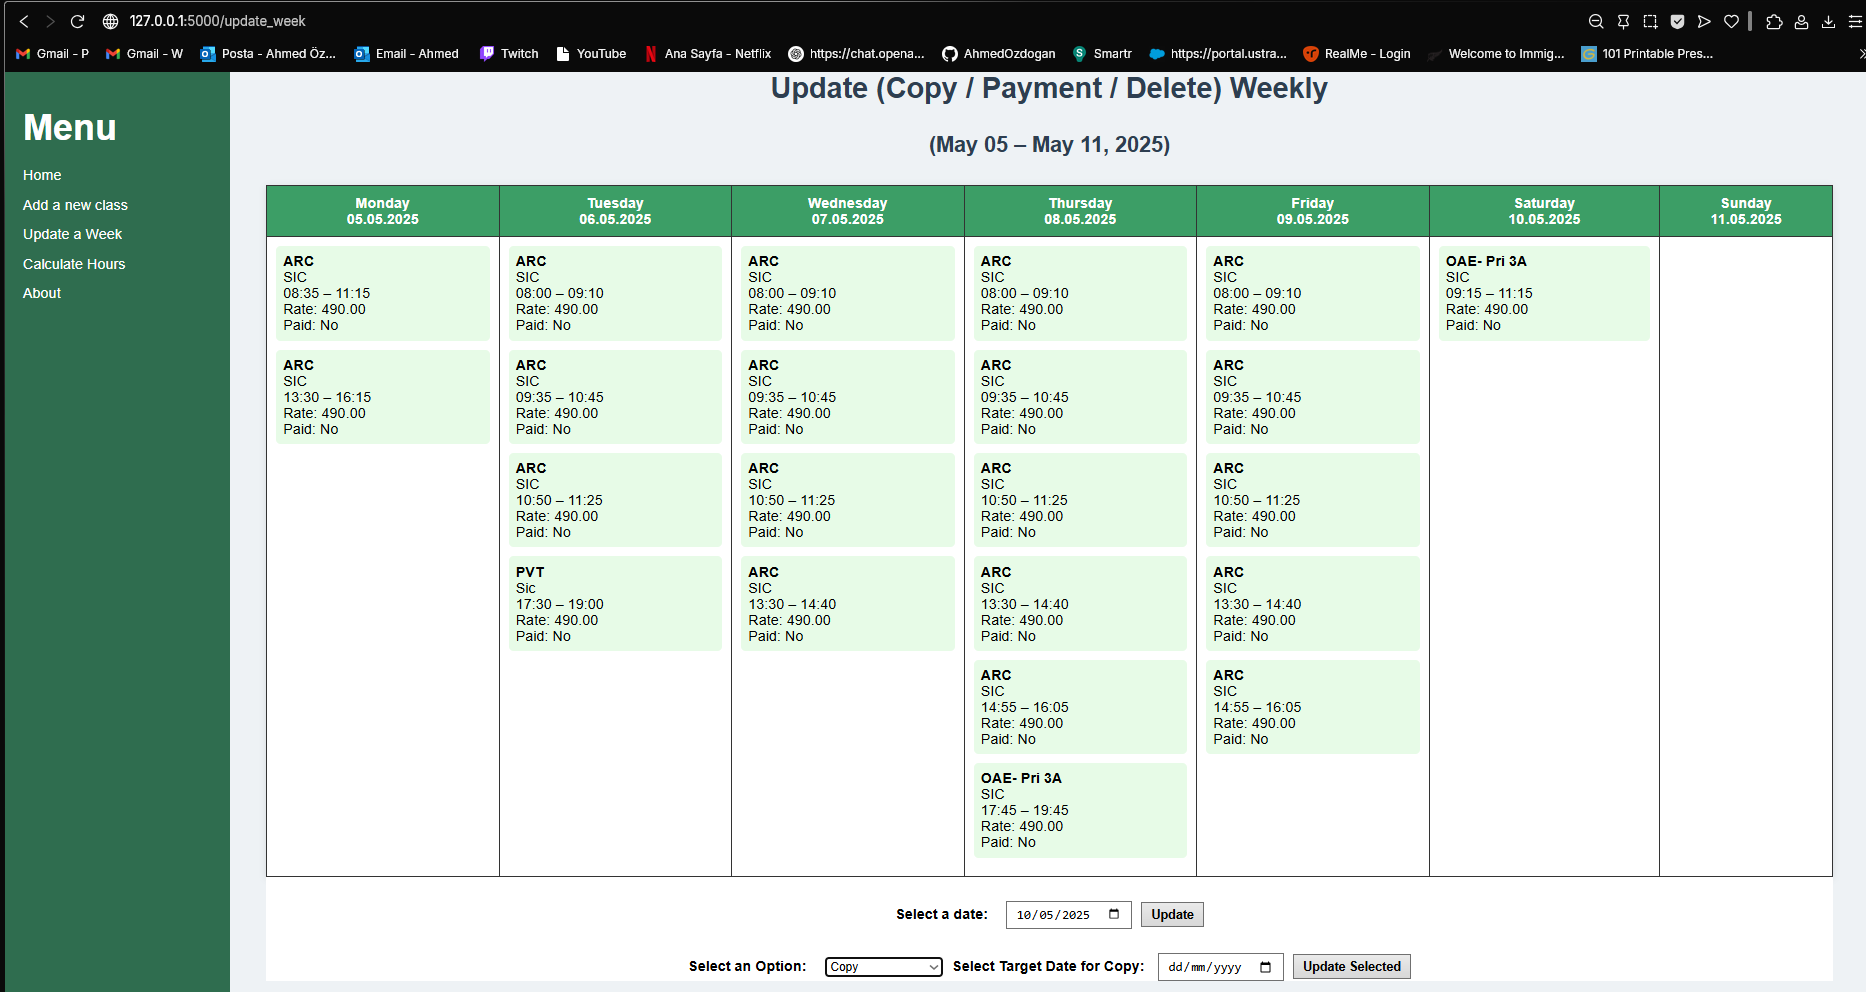 127.0.0.1:5000/update_week
Gmail - P
Gmail - W
Posta - Ahmed Öz...
Email - Ahmed
Twitch
YouTube
Ana Sayfa - Netflix
https://chat.opena...
AhmedOzdogan
Smartr
https://portal.ustra...
RealMe - Login
Welcome to Immig...
101 Printable Pres...
Menu
Home
Add a new class
Update a Week
Calculate Hours
About
Update (Copy / Payment / Delete) Weekly
(May 05 – May 11, 2025)
Monday
05.05.2025
Tuesday
06.05.2025
Wednesday
07.05.2025
Thursday
08.05.2025
Friday
09.05.2025
Saturday
10.05.2025
Sunday
11.05.2025
ARC
SIC
08:35 – 11:15
Rate: 490.00
Paid: No
ARC
SIC
13:30 – 16:15
Rate: 490.00
Paid: No
ARC
SIC
08:00 – 09:10
Rate: 490.00
Paid: No
ARC
SIC
09:35 – 10:45
Rate: 490.00
Paid: No
ARC
SIC
10:50 – 11:25
Rate: 490.00
Paid: No
PVT
Sic
17:30 – 19:00
Rate: 490.00
Paid: No
ARC
SIC
08:00 – 09:10
Rate: 490.00
Paid: No
ARC
SIC
09:35 – 10:45
Rate: 490.00
Paid: No
ARC
SIC
10:50 – 11:25
Rate: 490.00
Paid: No
ARC
SIC
13:30 – 14:40
Rate: 490.00
Paid: No
ARC
SIC
08:00 – 09:10
Rate: 490.00
Paid: No
ARC
SIC
09:35 – 10:45
Rate: 490.00
Paid: No
ARC
SIC
10:50 – 11:25
Rate: 490.00
Paid: No
ARC
SIC
13:30 – 14:40
Rate: 490.00
Paid: No
ARC
SIC
14:55 – 16:05
Rate: 490.00
Paid: No
OAE- Pri 3A
SIC
17:45 – 19:45
Rate: 490.00
Paid: No
ARC
SIC
08:00 – 09:10
Rate: 490.00
Paid: No
ARC
SIC
09:35 – 10:45
Rate: 490.00
Paid: No
ARC
SIC
10:50 – 11:25
Rate: 490.00
Paid: No
ARC
SIC
13:30 – 14:40
Rate: 490.00
Paid: No
ARC
SIC
14:55 – 16:05
Rate: 490.00
Paid: No
OAE- Pri 3A
SIC
09:15 – 11:15
Rate: 490.00
Paid: No
Select a date: 10/05/2025 Update
Select an Option: Copy Select Target Date for Copy: dd/mm/yyyy Update Selected